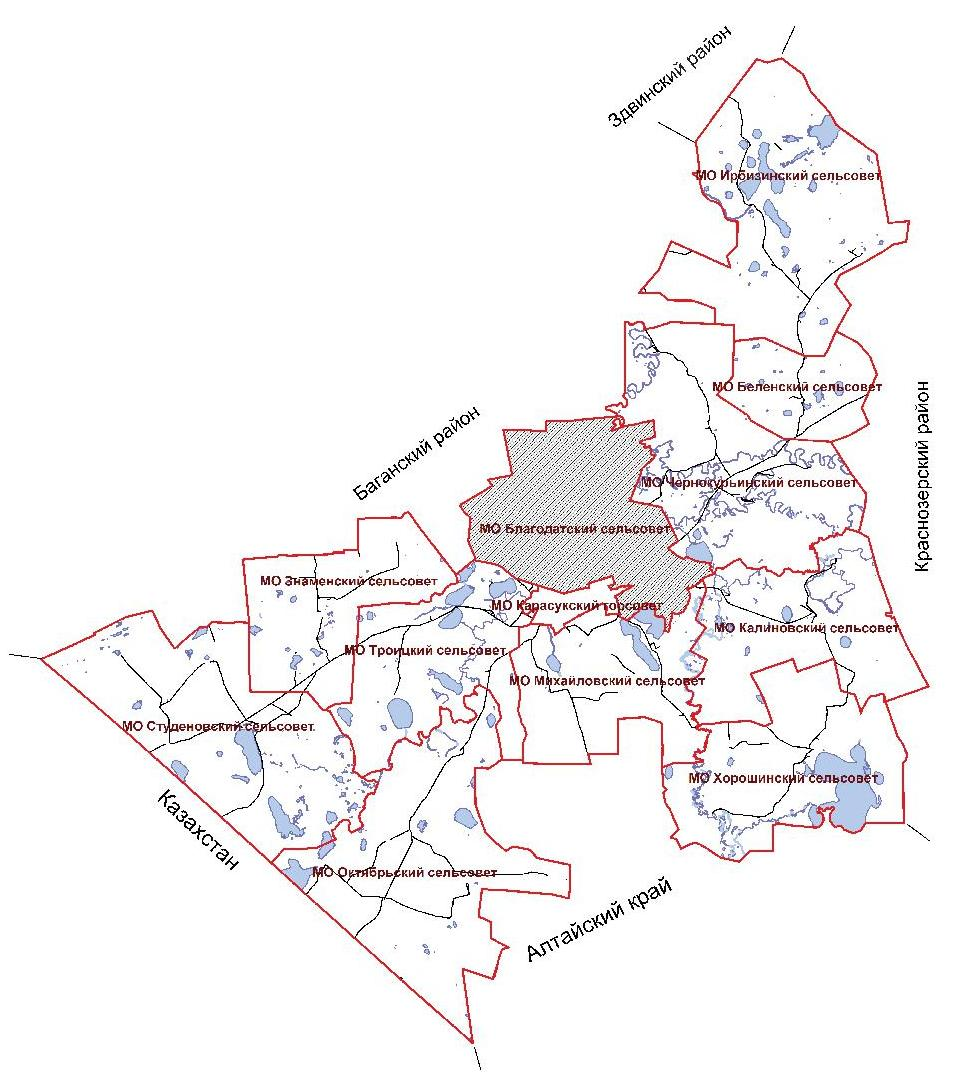 Здвинский район
МО Ирбизинский сельсовет
МО Беленский сельсовет
Краснозерский район
Баганский район
МО Чернокурьинский сельсовет
МО Благодатский сельсовет
МО Знаменский сельсовет
МО Карасукский горсовет
МО Калиновский сельсовет
МО Троицкий сельсовет
МО Михайловский сельсовет
МО Студеновский сельсовет
МО Хорошинский сельсовет
Казахстан
МО Октябрьский сельсовет
Алтайский край